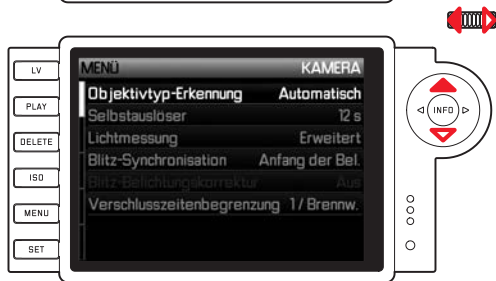 LV
PLAY
DELETE
ISO
MENU
SET
MENÜ KAMERA
Objektivtyp-Erkennung Automatisch
Selbstauslöser 12 s
Lichtmessung Erweitert
Blitz-Synchronisation Anfang der Bel.
Blitz-Belichtungskorrektur Aus
Verschlusszeitenbegrenzung 1 / Brennw.
INFO